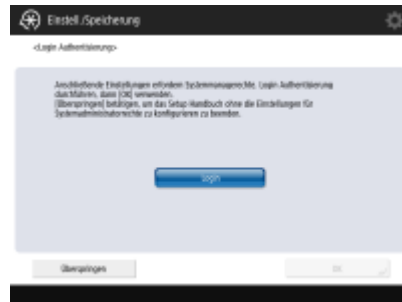 Einstell./Speicherung
<Login Authentisierung>
Anschließende Einstellungen erfordern Systemmanagerrechte. Login Authentisierung
durchführen, dann [OK] verwenden.
[Überspringen] betätigen, um das Setup Handbuch ohne die Einstellungen für
Systemadministratorrechte zu konfigurieren zu beenden.
Login
Überspringen
OK